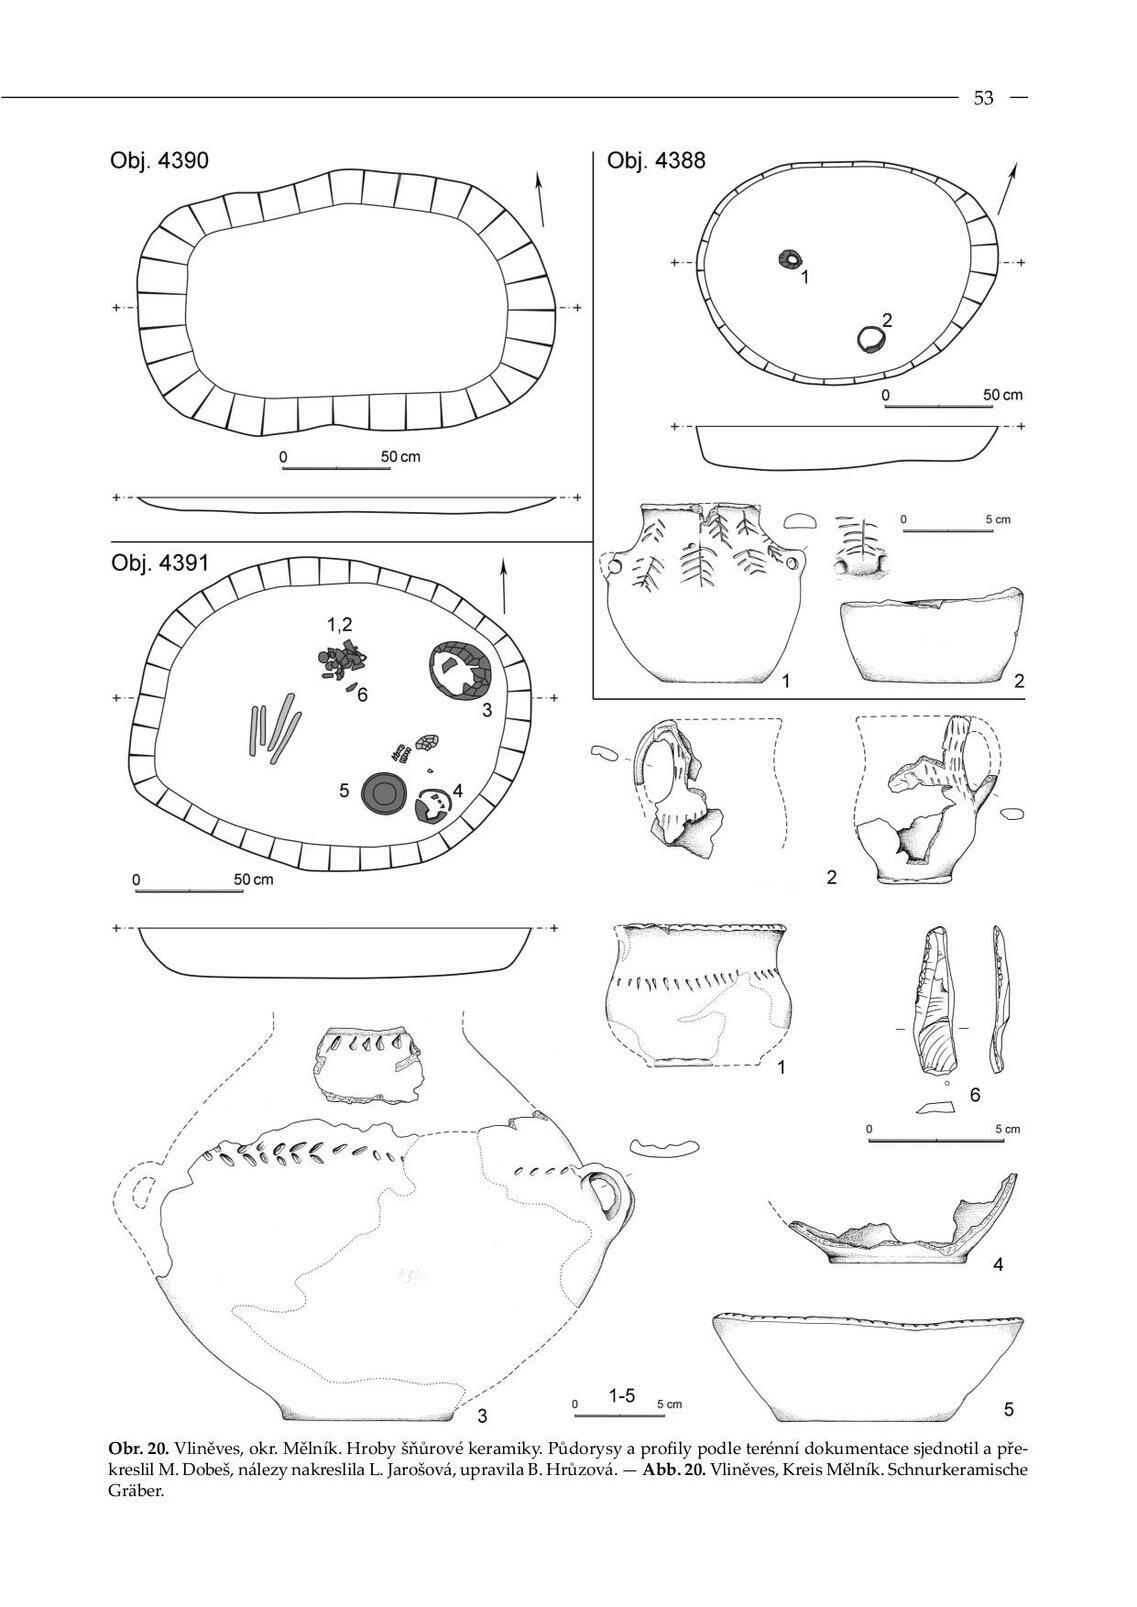 53
Obj. 4390
0 50 cm
Obj. 4388
1
2
0 50 cm
0 5 cm
1
2
Obj. 4391
1,2
6
3
5
4
0 50 cm
2
1
6
0 5 cm
3
4
5
1-5
0 5 cm
Obr. 20. Vliněves, okr. Mělník. Hroby šňůrové keramiky. Půdorysy a profily podle terénní dokumentace sjednotil a pře-
kreslil M. Dobeš, nálezy nakreslila L. Jarošová, upravila B. Hrůzová. — Abb. 20. Vliněves, Kreis Mělník. Schnurkeramische
Gräber.